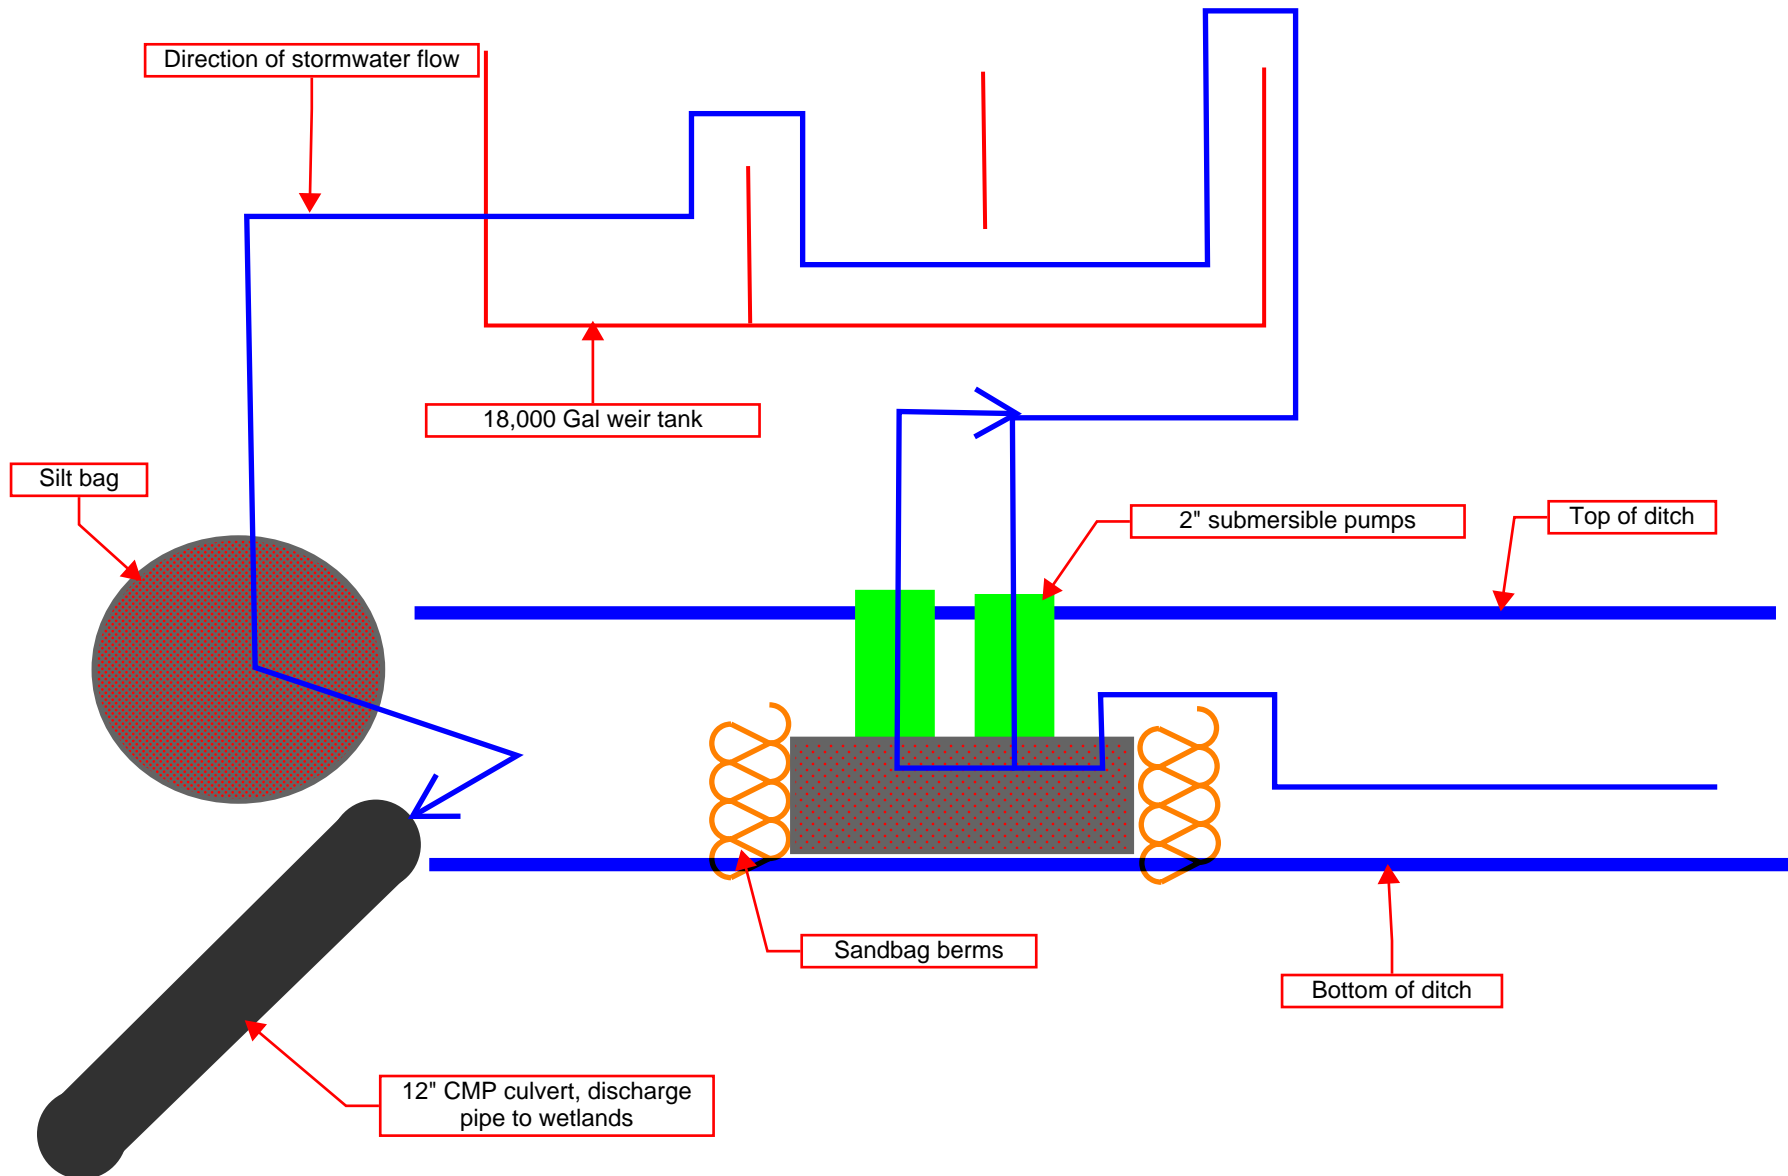 Direction of stormwater flow
18,000 Gal weir tank
Silt bag
2" submersible pumps
Top of ditch
Sandbag berms
Bottom of ditch
12" CMP culvert, discharge
pipe to wetlands